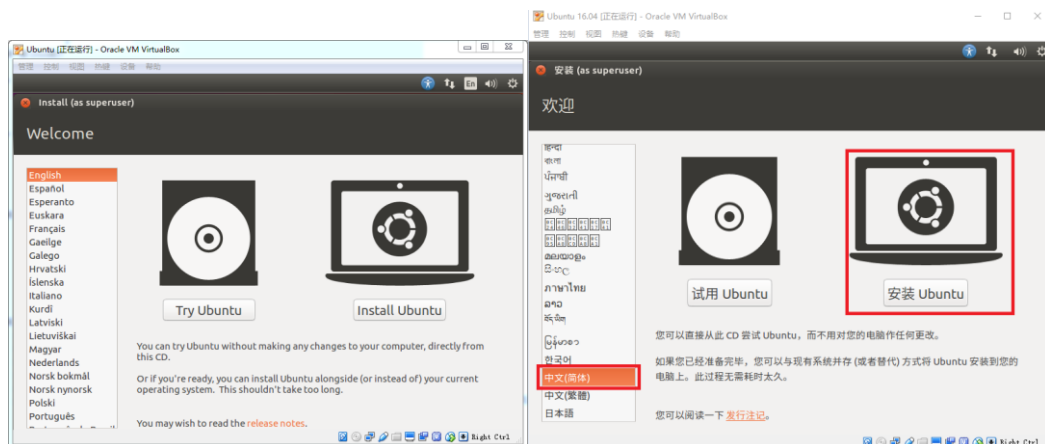 Ubuntu [正在运行] - Oracle VM VirtualBox
管理 控制 视图 热键 设备 帮助
En
Install (as superuser)
Welcome
English
Español
Esperanto
Euskara
Français
Gaeilge
Galego
Hrvatski
Íslenska
Italiano
Kurdî
Latviski
Lietuviškai
Magyar
Nederlands
Norsk bokmål
Norsk nynorsk
Polski
Português
Try Ubuntu
Install Ubuntu
You can try Ubuntu without making any changes to your computer, directly from
this CD.
Or if you're ready, you can install Ubuntu alongside (or instead of) your current
operating system. This shouldn't take too long.
You may wish to read the release notes.
Right Ctrl
Ubuntu 16.04 [正在运行] - Oracle VM VirtualBox
管理 控制 视图 热键 设备 帮助
安装 (as superuser)
欢迎
हिन्दी
বাংলা
ਪੰਜਾਬੀ
ગુજરાતી
தமிழ்
മലയാളം
සිංහල
ภาษาไทย
ລາວ
རྫོང་ཁ
မြန်မာစာ
한국어
中文(简体)
中文(繁體)
日本語
试用 Ubuntu
安装 Ubuntu
您可以直接从此 CD 尝试 Ubuntu，而不用对您的电脑作任何更改。
如果您已经准备完毕，您可以与现有系统并存 (或者替代) 方式将 Ubuntu 安装到您的
电脑上。此过程无需耗时太久。
您可以阅读一下 发行注记。
Right Ctrl